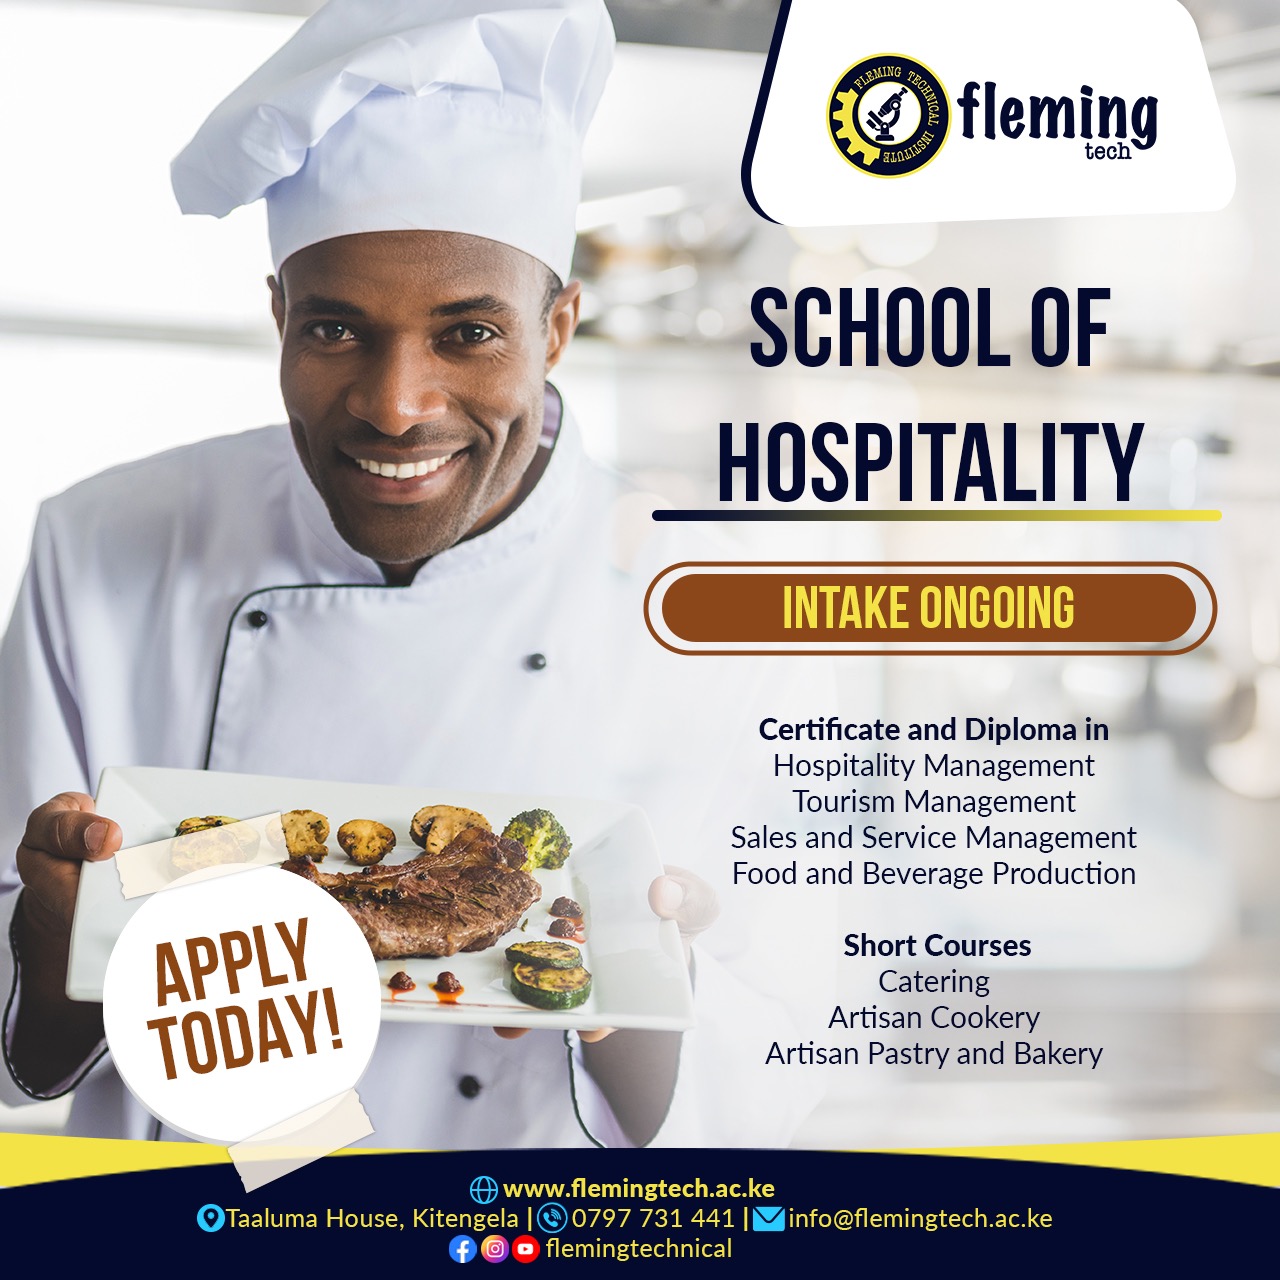 FLEMING TECHNICAL INSTITUTE
fleming
tech
SCHOOL OF
HOSPITALITY
INTAKE ONGOING
Certificate and Diploma in
Hospitality Management
Tourism Management
Sales and Service Management
Food and Beverage Production
Short Courses
Catering
Artisan Cookery
Artisan Pastry and Bakery
APPLY
TODAY!
www.flemingtech.ac.ke
Taaluma House, Kitengela | 0797 731 441 | info@flemingtech.ac.ke
flemingtechnical